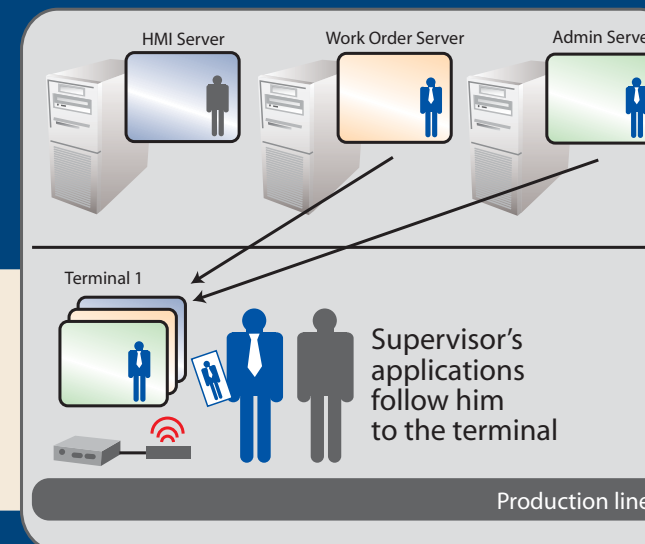 HMI Server
Work Order Server
Admin Serve
Terminal 1
Supervisor’s
applications
follow him
to the terminal
Production line